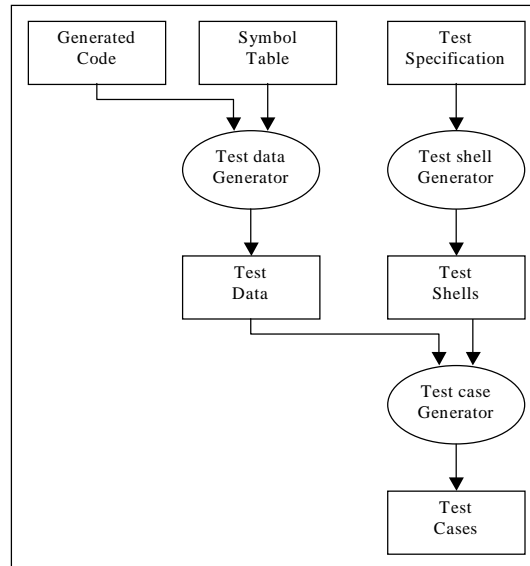 Generated
Code
Symbol
Table
Test
Specification
Test data
Generator
Test shell
Generator
Test
Data
Test
Shells
Test case
Generator
Test
Cases